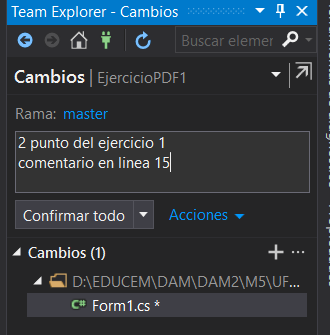 Team Explorer - Cambios
Buscar elemen
Cambios | EjercicioPDF1
Rama: master
2 punto del ejercicio 1
comentario en linea 15
Confirmar todo Acciones
Cambios (1)
D:\EDUCEM\DAM\DAM2\M5\UF...
C# Form1.cs *